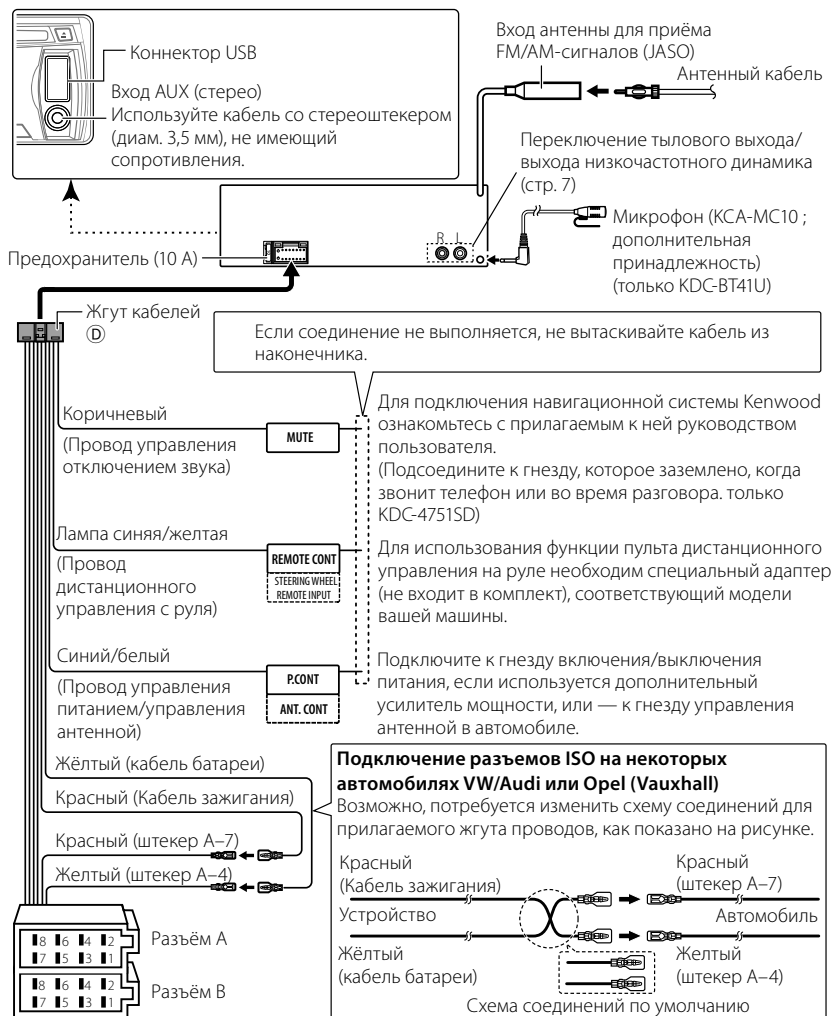 Коннектор USB
Вход AUX (стерео)
Используйте кабель со стереоштекером
(диам. 3,5 мм), не имеющий
сопротивления.
Вход антенны для приёма
FM/AM-сигналов (JASO)
Антенный кабель
Переключение тылового выхода/
выхода низкочастотного динамика
(стр. 7)
R L
Микрофон (KCA-MC10 ;
дополнительная
принадлежность)
(только KDC-BT41U)
Предохранитель (10 A)
Жгут кабелей
Ⓓ
Если соединение не выполняется, не вытаскивайте кабель из
наконечника.
Коричневый
(Провод управления
отключением звука)
MUTE
Для подключения навигационной системы Kenwood
ознакомьтесь с прилагаемым к ней руководством
пользователя.
(Подсоедините к гнезду, которое заземлено, когда
звонит телефон или во время разговора. только
KDC-4751SD)
Лампа синяя/желтая
(Провод
дистанционного
управления с руля)
REMOTE CONT
STEERING WHEEL
REMOTE INPUT
Для использования функции пульта дистанционного
управления на руле необходим специальный адаптер
(не входит в комплект), соответствующий модели
вашей машины.
Синий/белый
(Провод управления
питанием/управления
антенной)
P.CONT
ANT. CONT
Подключите к гнезду включения/выключения
питания, если используется дополнительный
усилитель мощности, или — к гнезду управления
антенной в автомобиле.
Жёлтый (кабель батареи)
Красный (Кабель зажигания)
Красный (штекер A–7)
Желтый (штекер A–4)
8 6 4 2
7 5 3 1
Разъём A
8 6 4 2
7 5 3 1
Разъём B
Подключение разъемов ISO на некоторых
автомобилях VW/Audi или Opel (Vauxhall)
Возможно, потребуется изменить схему соединений для
прилагаемого жгута проводов, как показано на рисунке.
Красный
(Кабель зажигания)
Красный
(штекер A–7)
Устройство
Автомобиль
Жёлтый
(кабель батареи)
Желтый
(штекер A–4)
Схема соединений по умолчанию